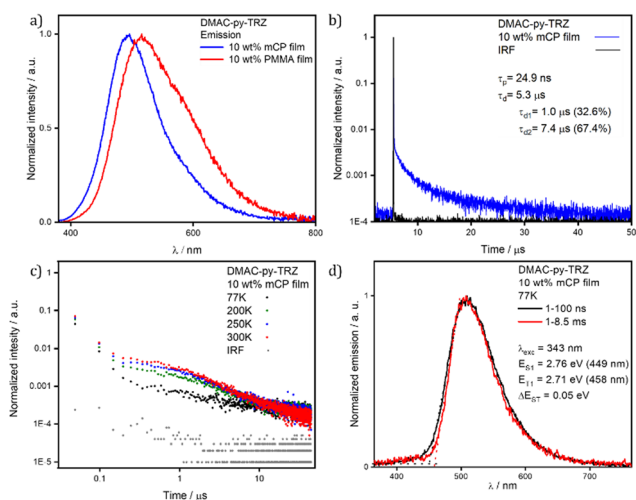 a)
DMAC-py-TRZ
Emission
10 wt% mCP film
10 wt% PMMA film
Normalized intensity / a.u.
1.0
0.5
0.0
400
500
600
700
800
λ / nm
b)
DMAC-py-TRZ
10 wt% mCP film
IRF
τp= 24.9 ns
τd= 5.3 μs
τd1= 1.0 μs (32.6%)
τd2= 7.4 μs (67.4%)
Normalized intensity / a.u.
1
0.1
0.01
0.001
1E-4
0
10
20
30
40
50
Time / μs
c)
DMAC-py-TRZ
10 wt% mCP film
77K
200K
250K
300K
IRF
Normalized intesity / a.u.
1
0.1
0.01
0.001
1E-4
1E-5
0.1
1
10
Time / μs
d)
DMAC-py-TRZ
10 wt% mCP film
77K
1-100 ns
1-8.5 ms
λexc = 343 nm
ES1 = 2.76 eV (449 nm)
ET1 = 2.71 eV (458 nm)
ΔEST = 0.05 eV
Normalized emission / a.u.
1
0
400
500
600
700
λ / nm